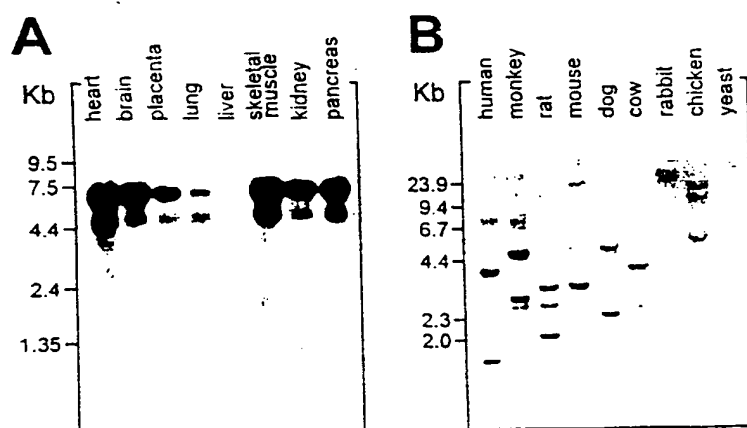 A
Kb
heart
brain
placenta
lung
liver
skeletal
muscle
kidney
pancreas
9.5
7.5
4.4
2.4
1.35
B
Kb
human
monkey
rat
mouse
dog
cow
rabbit
chicken
yeast
23.9
9.4
6.7
4.4
2.3
2.0